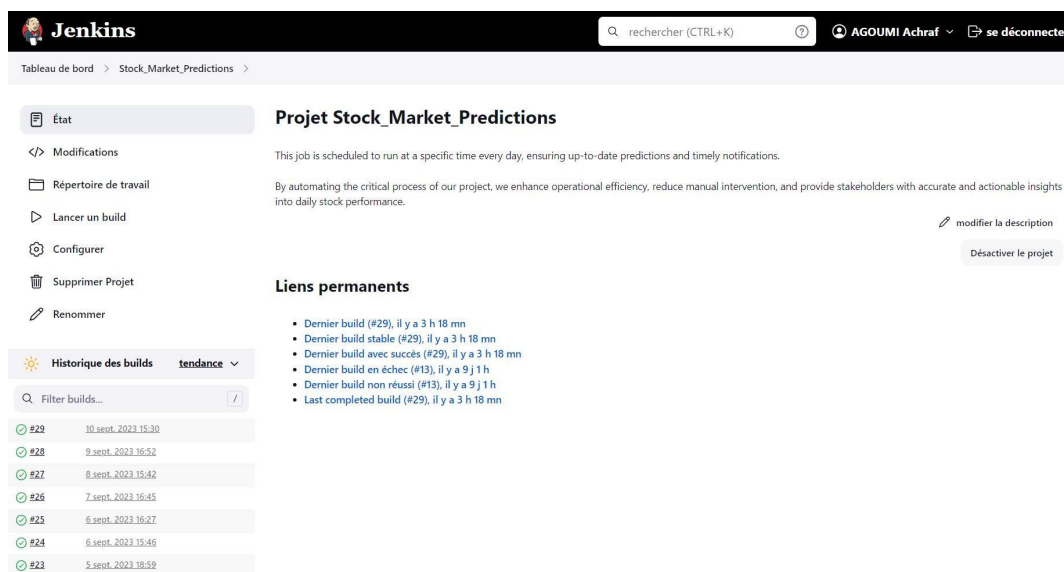 Jenkins
rechercher (CTRL+K)
?
AGOUMI Achraf
se déconnecte
Tableau de bord > Stock_Market_Predictions >
État
</> Modifications
Répertoire de travail
Lancer un build
Configurer
Supprimer Projet
Renommer
Historique des builds tendance
Filter builds... /
#29 10 sept. 2023 15:30
#28 9 sept. 2023 16:52
#27 8 sept. 2023 15:42
#26 7 sept. 2023 16:45
#25 6 sept. 2023 16:27
#24 6 sept. 2023 15:46
#23 5 sept. 2023 18:59
Projet Stock_Market_Predictions
This job is scheduled to run at a specific time every day, ensuring up-to-date predictions and timely notifications.
By automating the critical process of our project, we enhance operational efficiency, reduce manual intervention, and provide stakeholders with accurate and actionable insights
into daily stock performance.
modifier la description
Désactiver le projet
Liens permanents
• Dernier build (#29), il y a 3 h 18 mn
• Dernier build stable (#29), il y a 3 h 18 mn
• Dernier build avec succès (#29), il y a 3 h 18 mn
• Dernier build en échec (#13), il y a 9 j 1 h
• Dernier build non réussi (#13), il y a 9 j 1 h
• Last completed build (#29), il y a 3 h 18 mn